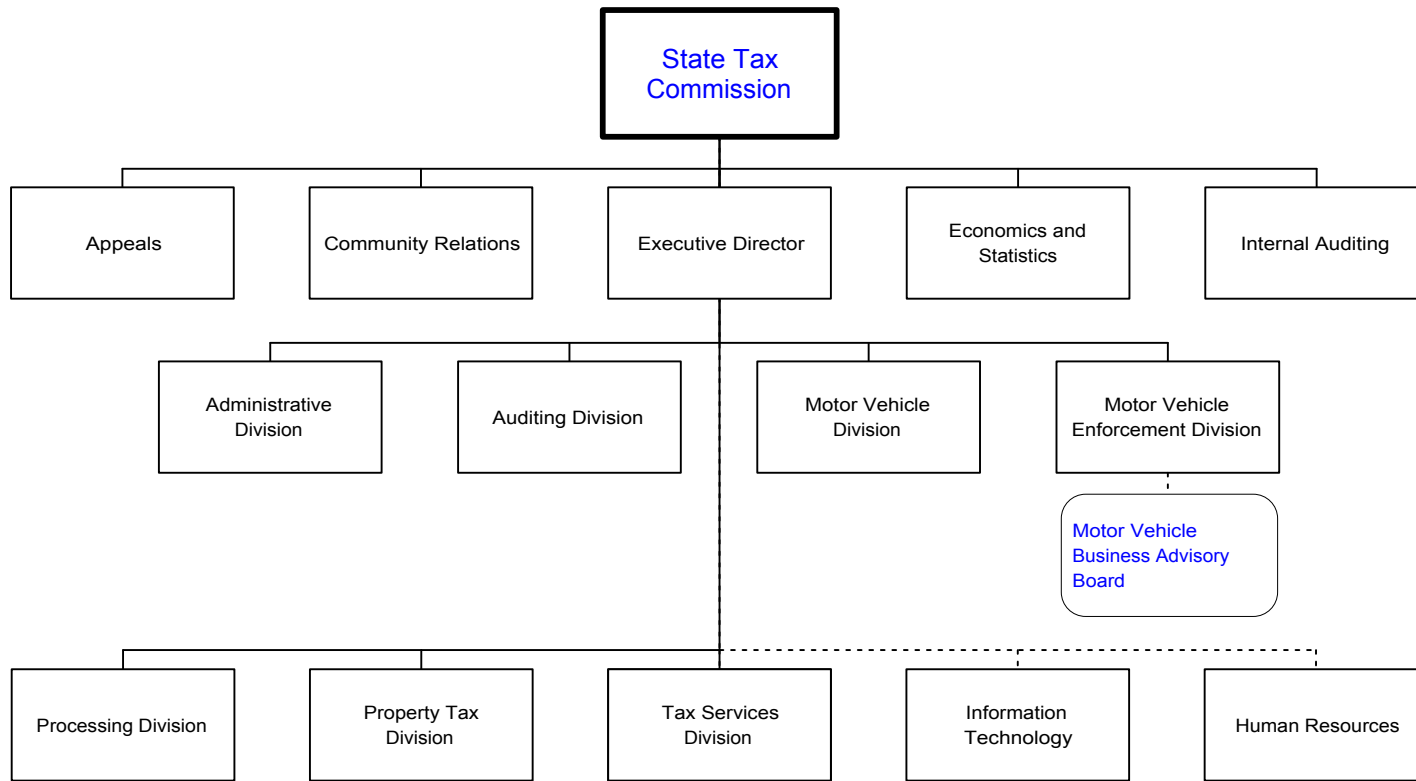 State Tax
Commission
Appeals
Community Relations
Executive Director
Economics and
Statistics
Internal Auditing
Administrative
Division
Auditing Division
Motor Vehicle
Division
Motor Vehicle
Enforcement Division
Motor Vehicle
Business Advisory
Board
Processing Division
Property Tax
Division
Tax Services
Division
Information
Technology
Human Resources